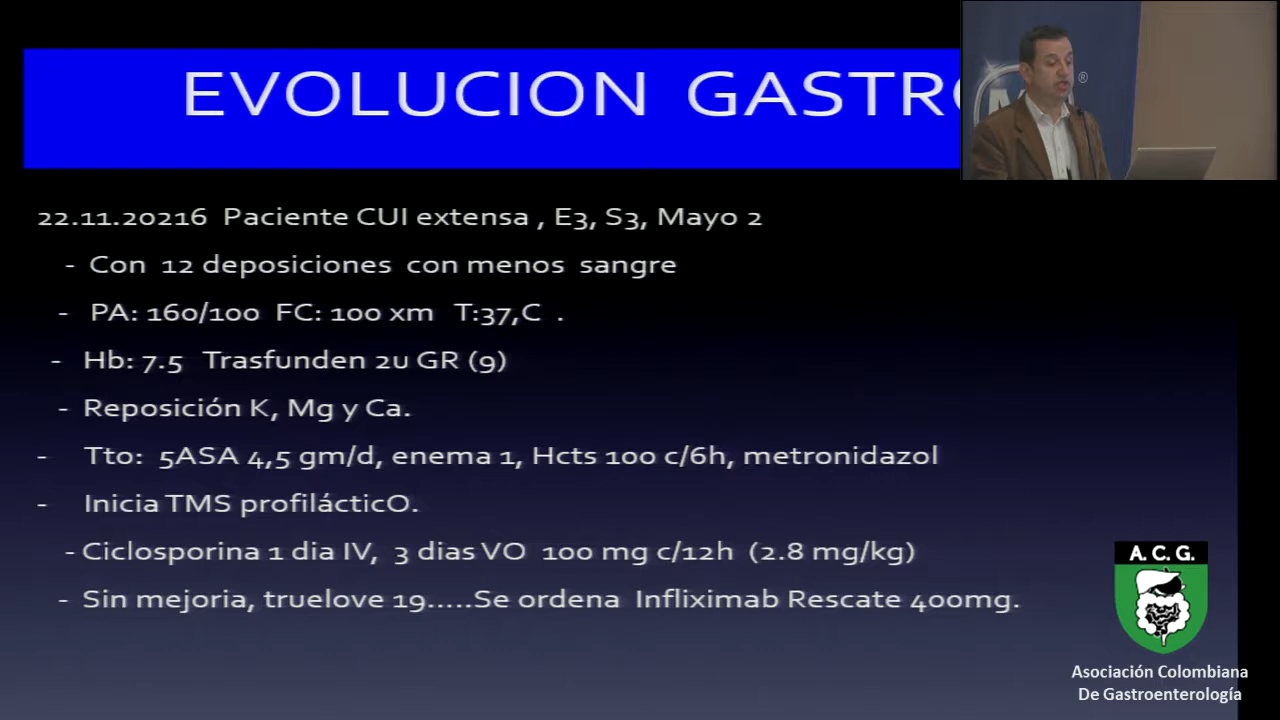 EVOLUCION GASTRO
®
22.11.20216 Paciente CUI extensa , E3, S3, Mayo 2
- Con 12 deposiciones con menos sangre
- PA: 160/100 FC: 100 xm T:37,C .
- Hb: 7.5 Trasfunden 2u GR (9)
- Reposición K, Mg y Ca.
- Tto: 5ASA 4,5 gm/d, enema 1, Hcts 100 c/6h, metronidazol
- Inicia TMS profilácticO.
- Ciclosporina 1 dia IV, 3 dias VO 100 mg c/12h (2.8 mg/kg)
- Sin mejoria, truelove 19.....Se ordena Infliximab Rescate 400mg.
A. C. G.
Asociación Colombiana
De Gastroenterología